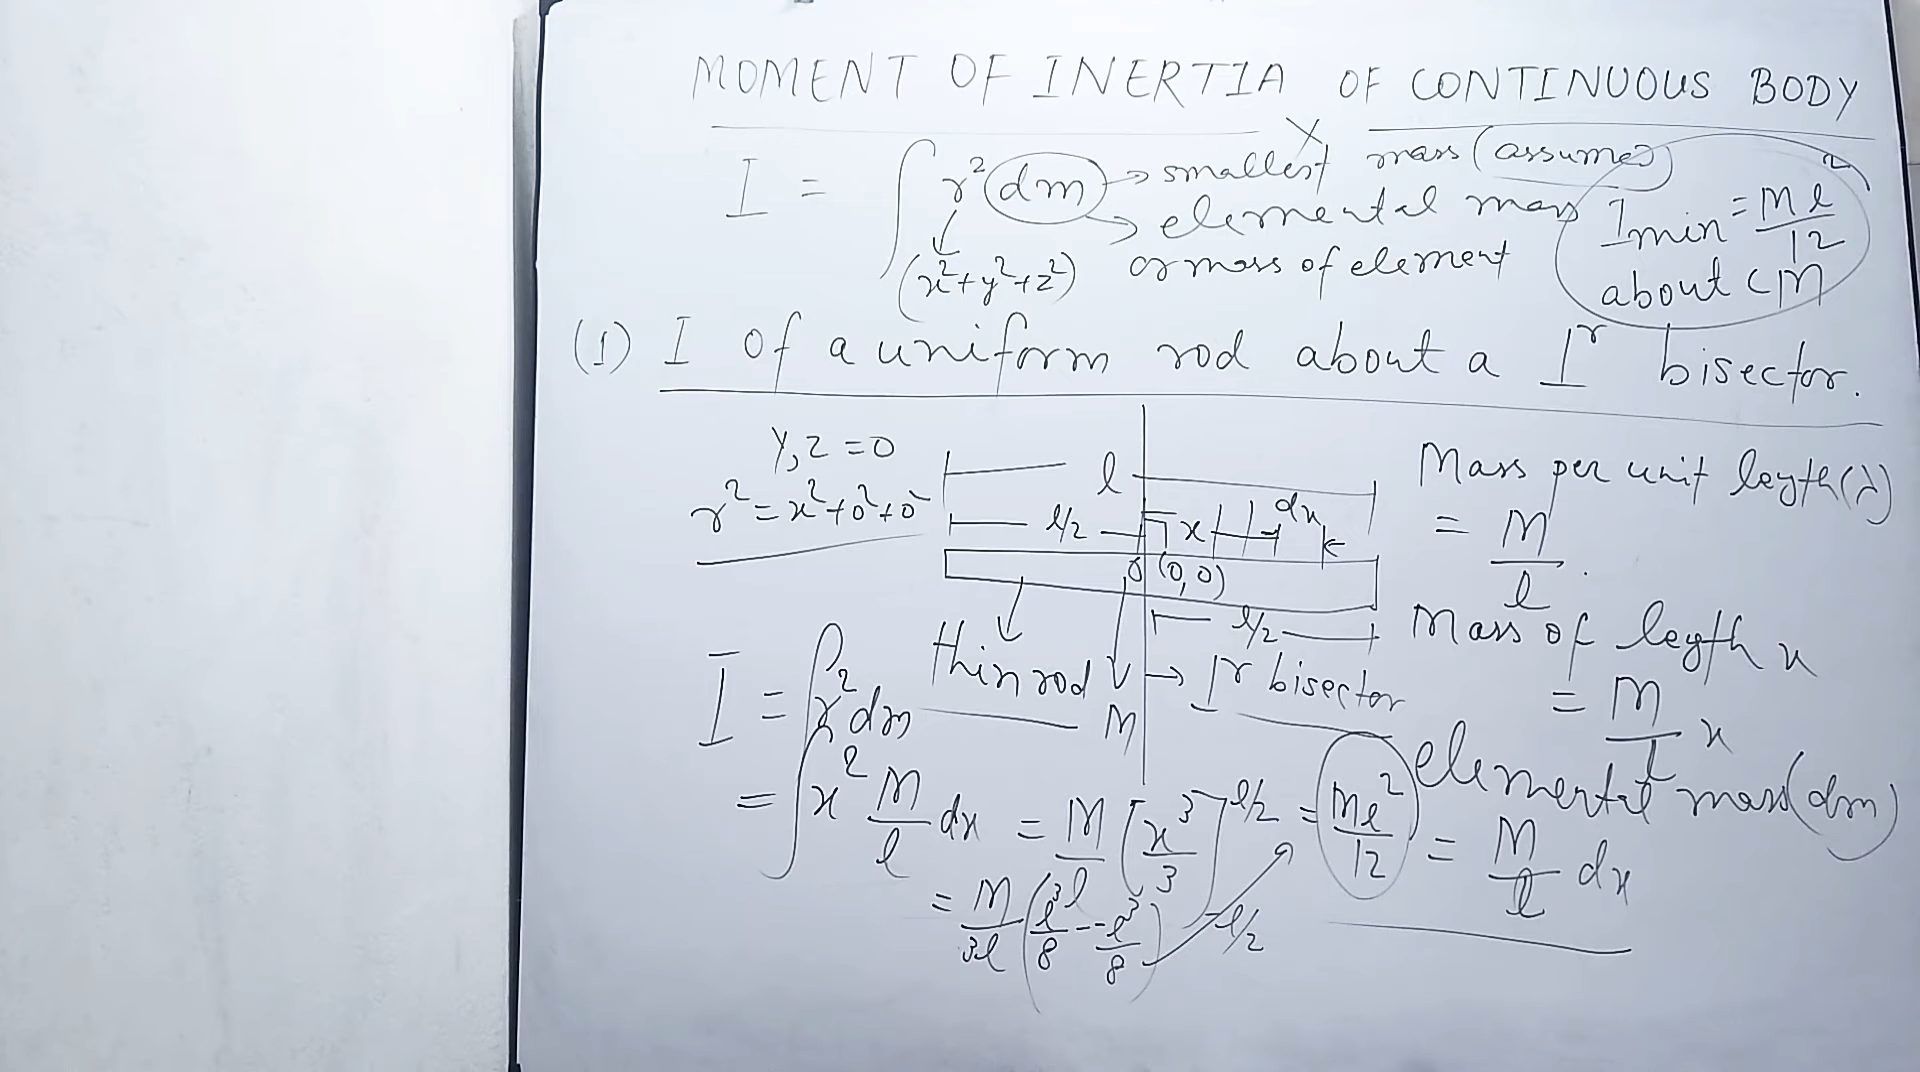 MOMENT OF INERTIA OF CONTINUOUS BODY
I = ∫ r² dm → smallest mass (assumes)
→ elemental mass
(x²+y²+z²) or mass of element
Imin = Ml²/12
about CM
(1) I of a uniform rod about a ⊥r bisector.
Y,Z = 0
r² = x²+0²+0²
l
l/2 x dx
O (0,0)
l/2
thin rod
M
→ ⊥r bisector
Mass per unit legth (λ)
= M/l
Mass of legth x
= M/l x
elemental mass (dm)
= M/l dx
I = ∫ r² dm
= ∫ x² M/l dx = M/l [x³/3] l/2 -l/2 = Ml²/12
= M/3l (l³/8 - -l³/8)